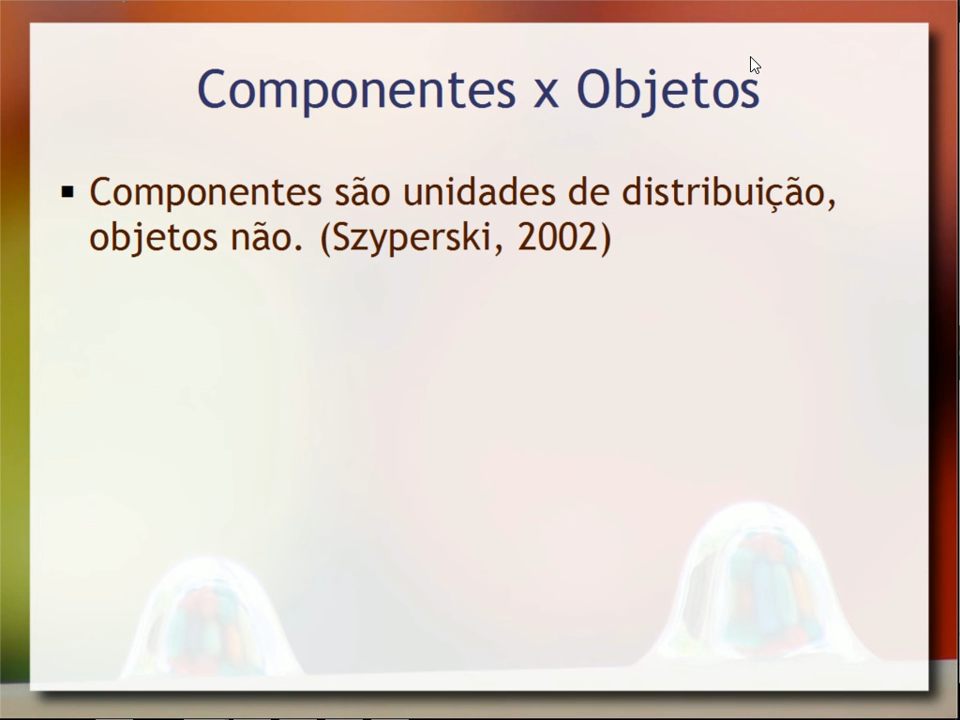 Componentes x Objetos
▪ Componentes são unidades de distribuição,
objetos não. (Szyperski, 2002)